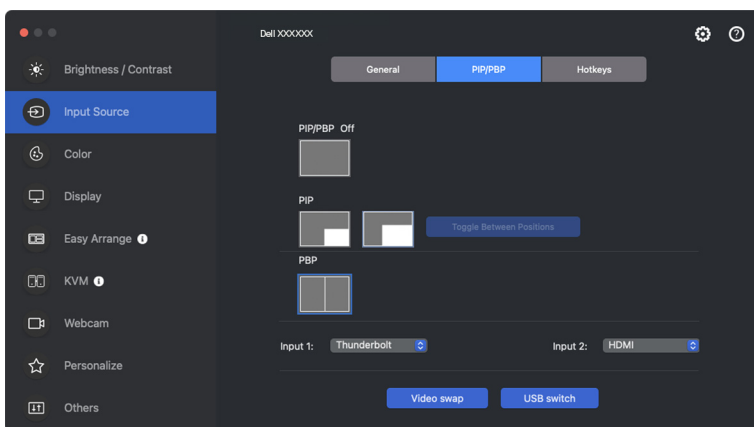 Dell XXXXXX
Brightness / Contrast
Input Source
Color
Display
Easy Arrange
KVM
Webcam
Personalize
Others
General
PIP/PBP
Hotkeys
PIP/PBP Off
PIP
Toggle Between Positions
PBP
Input 1:
Thunderbolt
Input 2:
HDMI
Video swap
USB switch